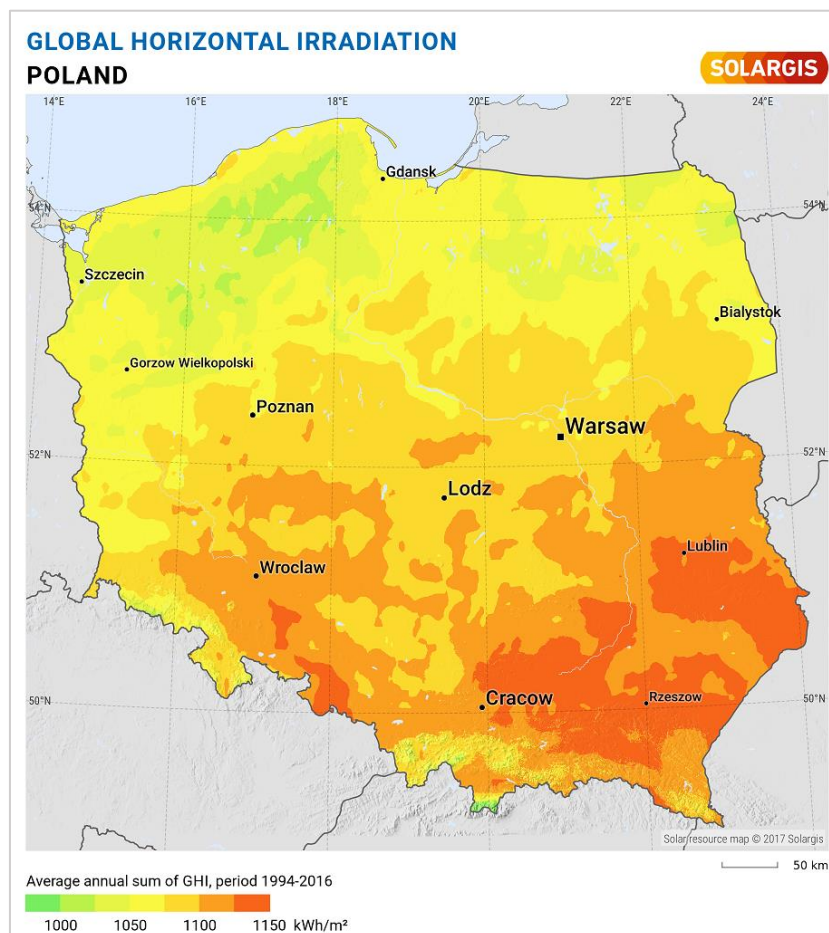 GLOBAL HORIZONTAL IRRADIATION
POLAND
SOLARGIS
14°E 16°E 18°E 20°E 22°E 24°E
Gdansk
54°N 54°N
Szczecin
Bialystok
Gorzow Wielkopolski
Poznan
Warsaw
52°N 52°N
Lodz
Lublin
Wroclaw
50°N Cracow Rzeszow 50°N
Solar resource map © 2017 Solargis
50 km
Average annual sum of GHI, period 1994-2016
1000 1050 1100 1150 kWh/m²